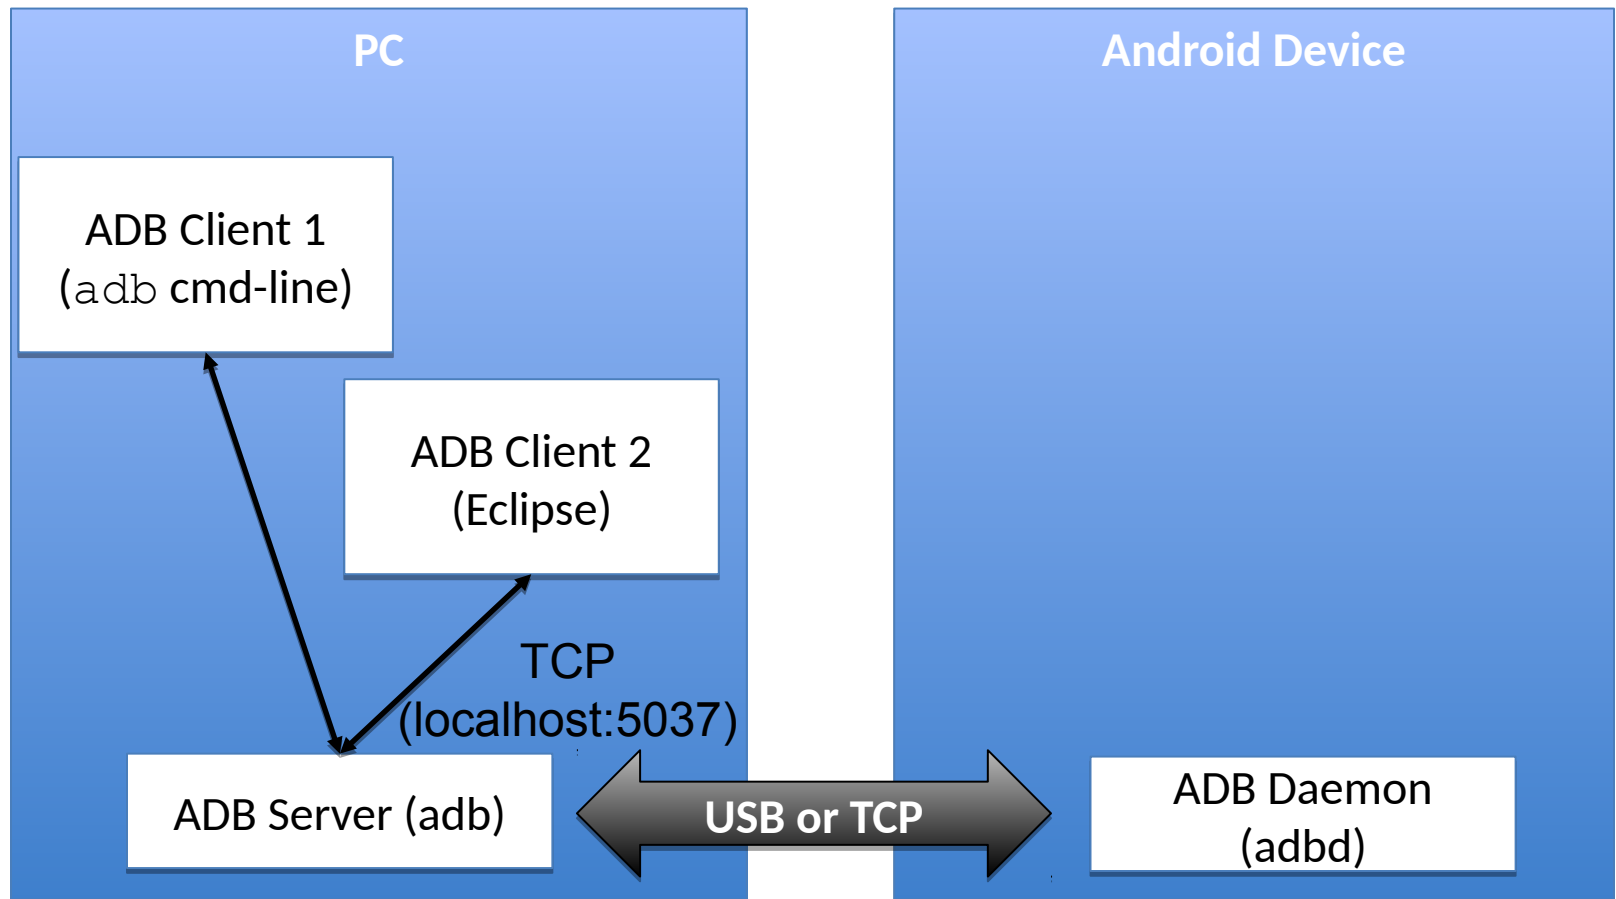 PC
Android Device
ADB Client 1
(adb cmd-line)
ADB Client 2
(Eclipse)
TCP
(localhost:5037)
ADB Server (adb)
USB or TCP
ADB Daemon
(adbd)